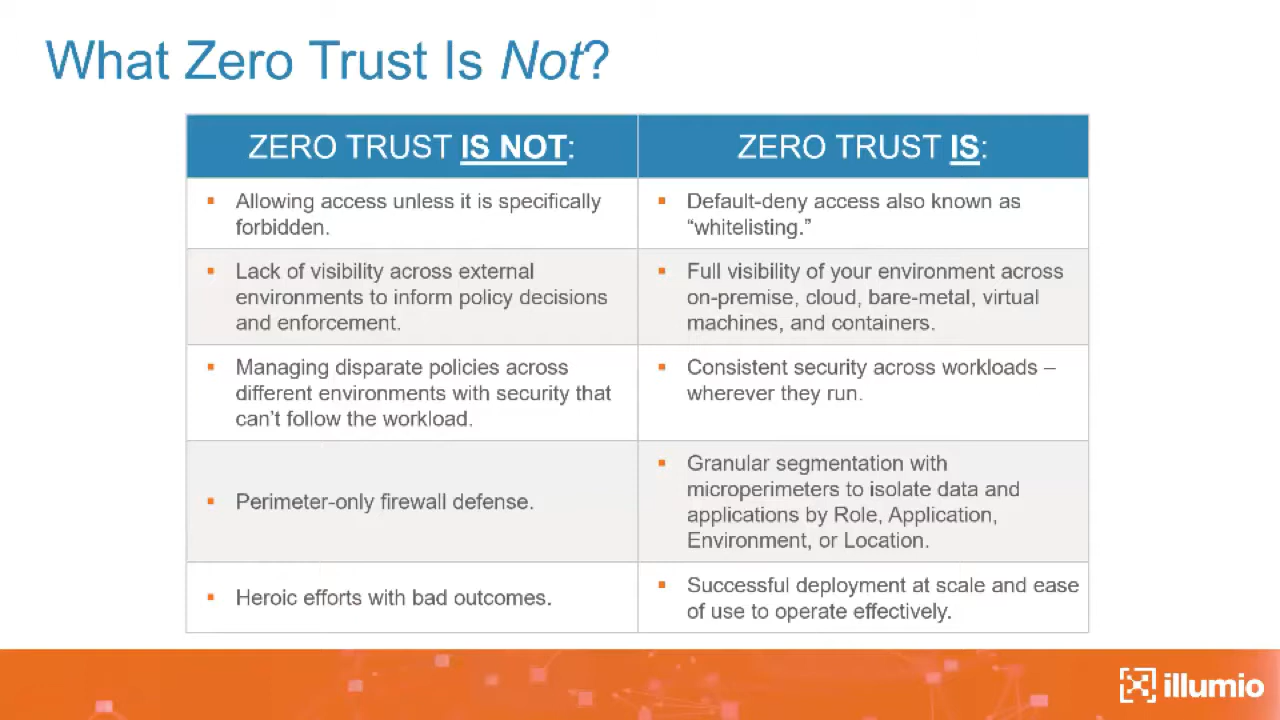 What Zero Trust Is Not?
ZERO TRUST IS NOT:
ZERO TRUST IS:
▪ Allowing access unless it is specifically
forbidden.
▪ Default-deny access also known as
“whitelisting.”
▪ Lack of visibility across external
environments to inform policy decisions
and enforcement.
▪ Full visibility of your environment across
on-premise, cloud, bare-metal, virtual
machines, and containers.
▪ Managing disparate policies across
different environments with security that
can’t follow the workload.
▪ Consistent security across workloads –
wherever they run.
▪ Perimeter-only firewall defense.
▪ Granular segmentation with
microperimeters to isolate data and
applications by Role, Application,
Environment, or Location.
▪ Heroic efforts with bad outcomes.
▪ Successful deployment at scale and ease
of use to operate effectively.
illumio